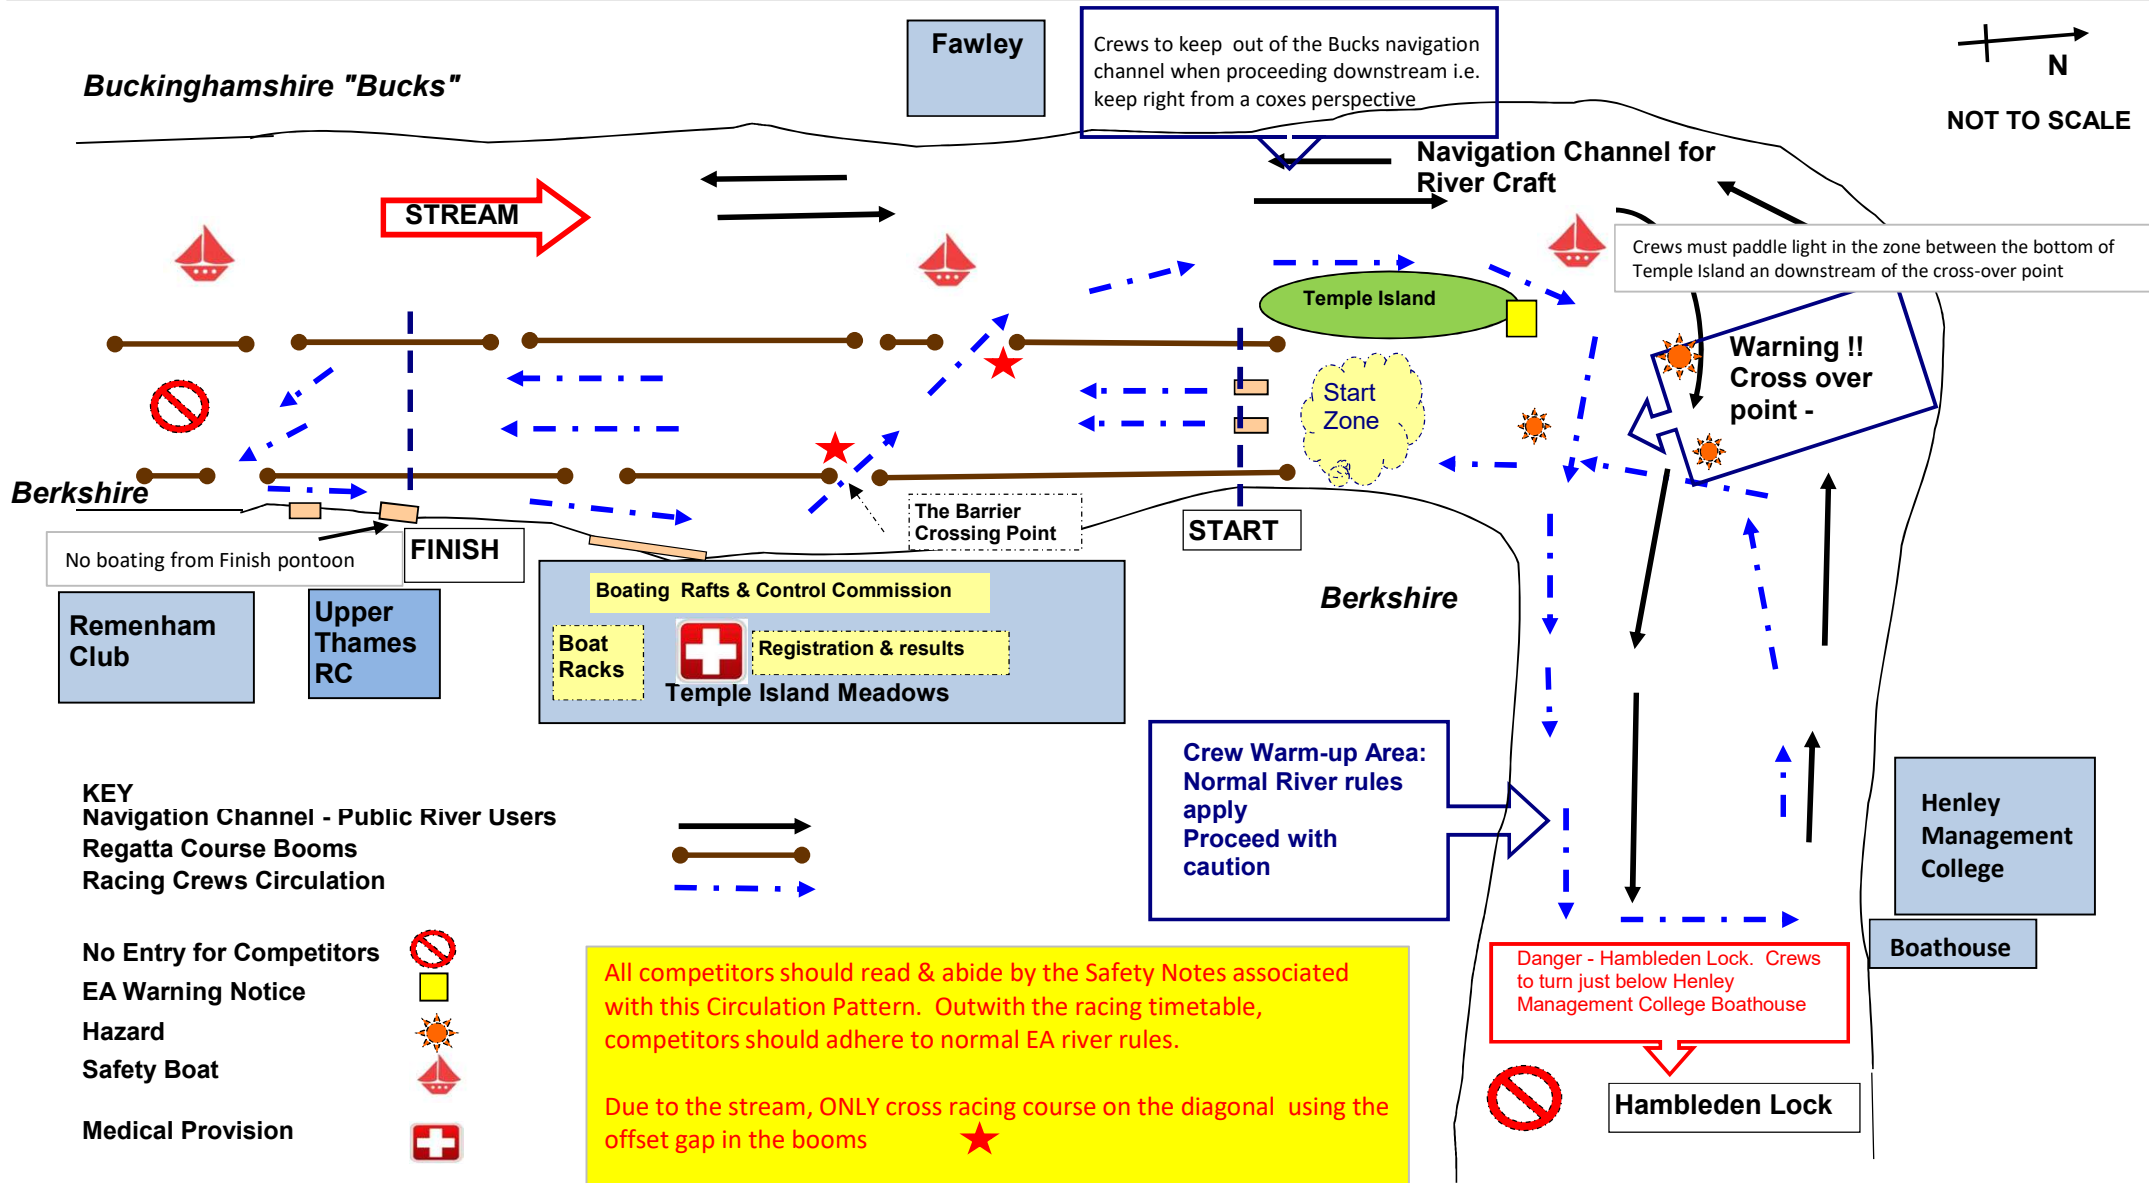 Buckinghamshire "Bucks"
Fawley
Crews to keep  out of the Bucks navigation
channel when proceeding downstream i.e.
keep right from a coxes perspective
N
NOT TO SCALE
Navigation Channel for
River Craft
STREAM
Crews must paddle light in the zone between the bottom of
Temple Island an downstream of the cross-over point
Temple Island
Warning !!
Cross over
point -
Start
Zone
Berkshire
The Barrier
Crossing Point
START
No boating from Finish pontoon
FINISH
Berkshire
Remenham
Club
Upper
Thames
RC
Boating  Rafts & Control Commission
Boat
Racks
Registration & results
Temple Island Meadows
Crew Warm-up Area:
Normal River rules
apply
Proceed with
caution
Henley
Management
College
Boathouse
KEY
Navigation Channel - Public River Users
Regatta Course Booms
Racing Crews Circulation
No Entry for Competitors
EA Warning Notice
Hazard
Safety Boat
Medical Provision
All competitors should read & abide by the Safety Notes associated
with this Circulation Pattern.  Outwith the racing timetable,
competitors should adhere to normal EA river rules.
Due to the stream, ONLY cross racing course on the diagonal  using the
offset gap in the booms
Danger - Hambleden Lock.  Crews
to turn just below Henley
Management College Boathouse
Hambleden Lock